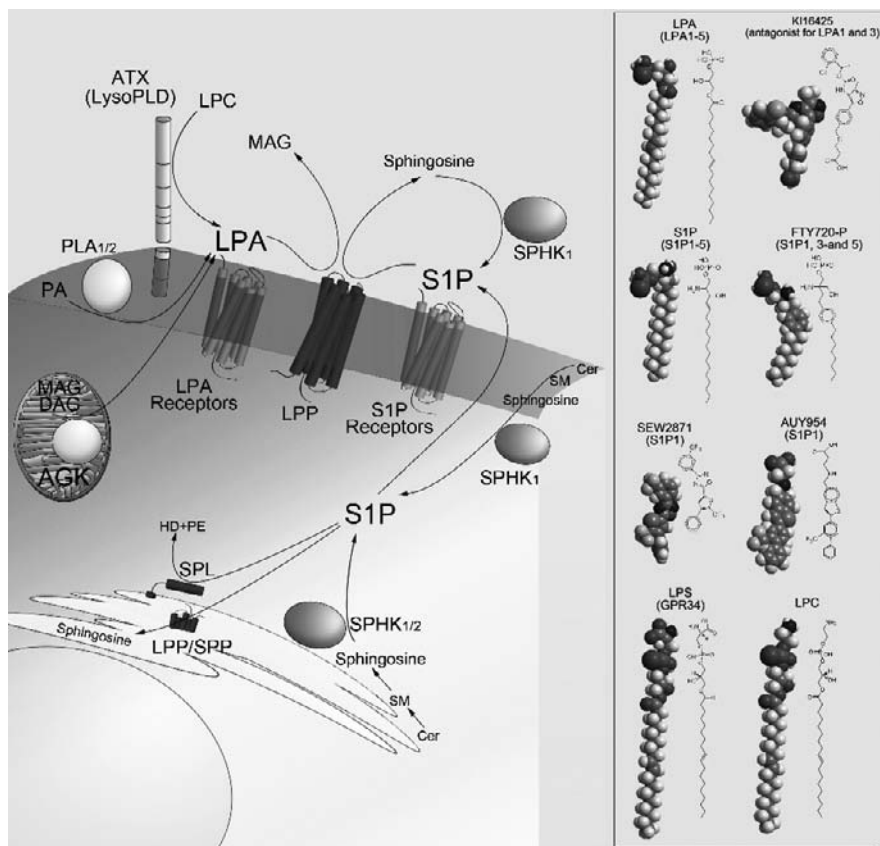 ATX
(LysoPLD)
LPC
MAG
Sphingosine
SPHK1
PLA1/2
LPA
S1P
PA
MAG
DAG
AGK
LPA
Receptors
LPP
S1P
Receptors
Cer
SM
Sphingosine
SPHK1
S1P
HD+PE
SPL
SPHK1/2
Sphingosine
LPP/SPP
Sphingosine
SM
Cer
LPA
(LPA1-5)
KI16425
(antagonist for LPA1 and 3)
S1P
(S1P1-5)
FTY720-P
(S1P1, 3-and 5)
SEW2871
(S1P1)
AUY954
(S1P1)
LPS
(GPR34)
LPC